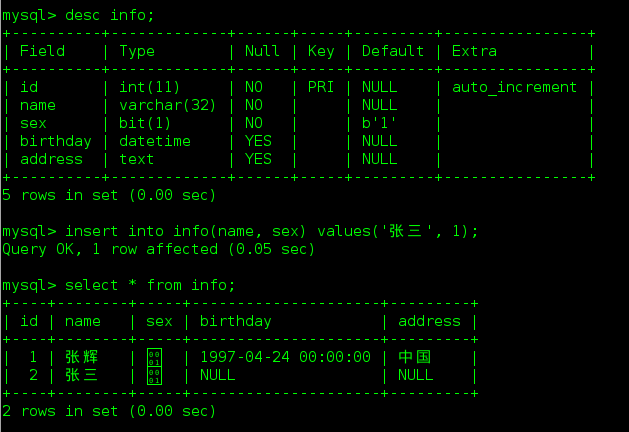 mysql> desc info;
+----------+-------------+------+-----+---------+----------------+
| Field    | Type        | Null | Key | Default | Extra          |
+----------+-------------+------+-----+---------+----------------+
| id       | int(11)     | NO   | PRI | NULL    | auto_increment |
| name     | varchar(32) | NO   |     | NULL    |                |
| sex      | bit(1)      | NO   |     | b'1'    |                |
| birthday | datetime    | YES  |     | NULL    |                |
| address  | text        | YES  |     | NULL    |                |
+----------+-------------+------+-----+---------+----------------+
5 rows in set (0.00 sec)
mysql> insert into info(name, sex) values('张三', 1);
Query OK, 1 row affected (0.05 sec)
mysql> select * from info;
+----+--------+-----+---------------------+---------+
| id | name   | sex | birthday            | address |
+----+--------+-----+---------------------+---------+
|  1 | 张辉   | 0001 | 1997-04-24 00:00:00 | 中国    |
|  2 | 张三   | 0001 | NULL                | NULL    |
+----+--------+-----+---------------------+---------+
2 rows in set (0.00 sec)